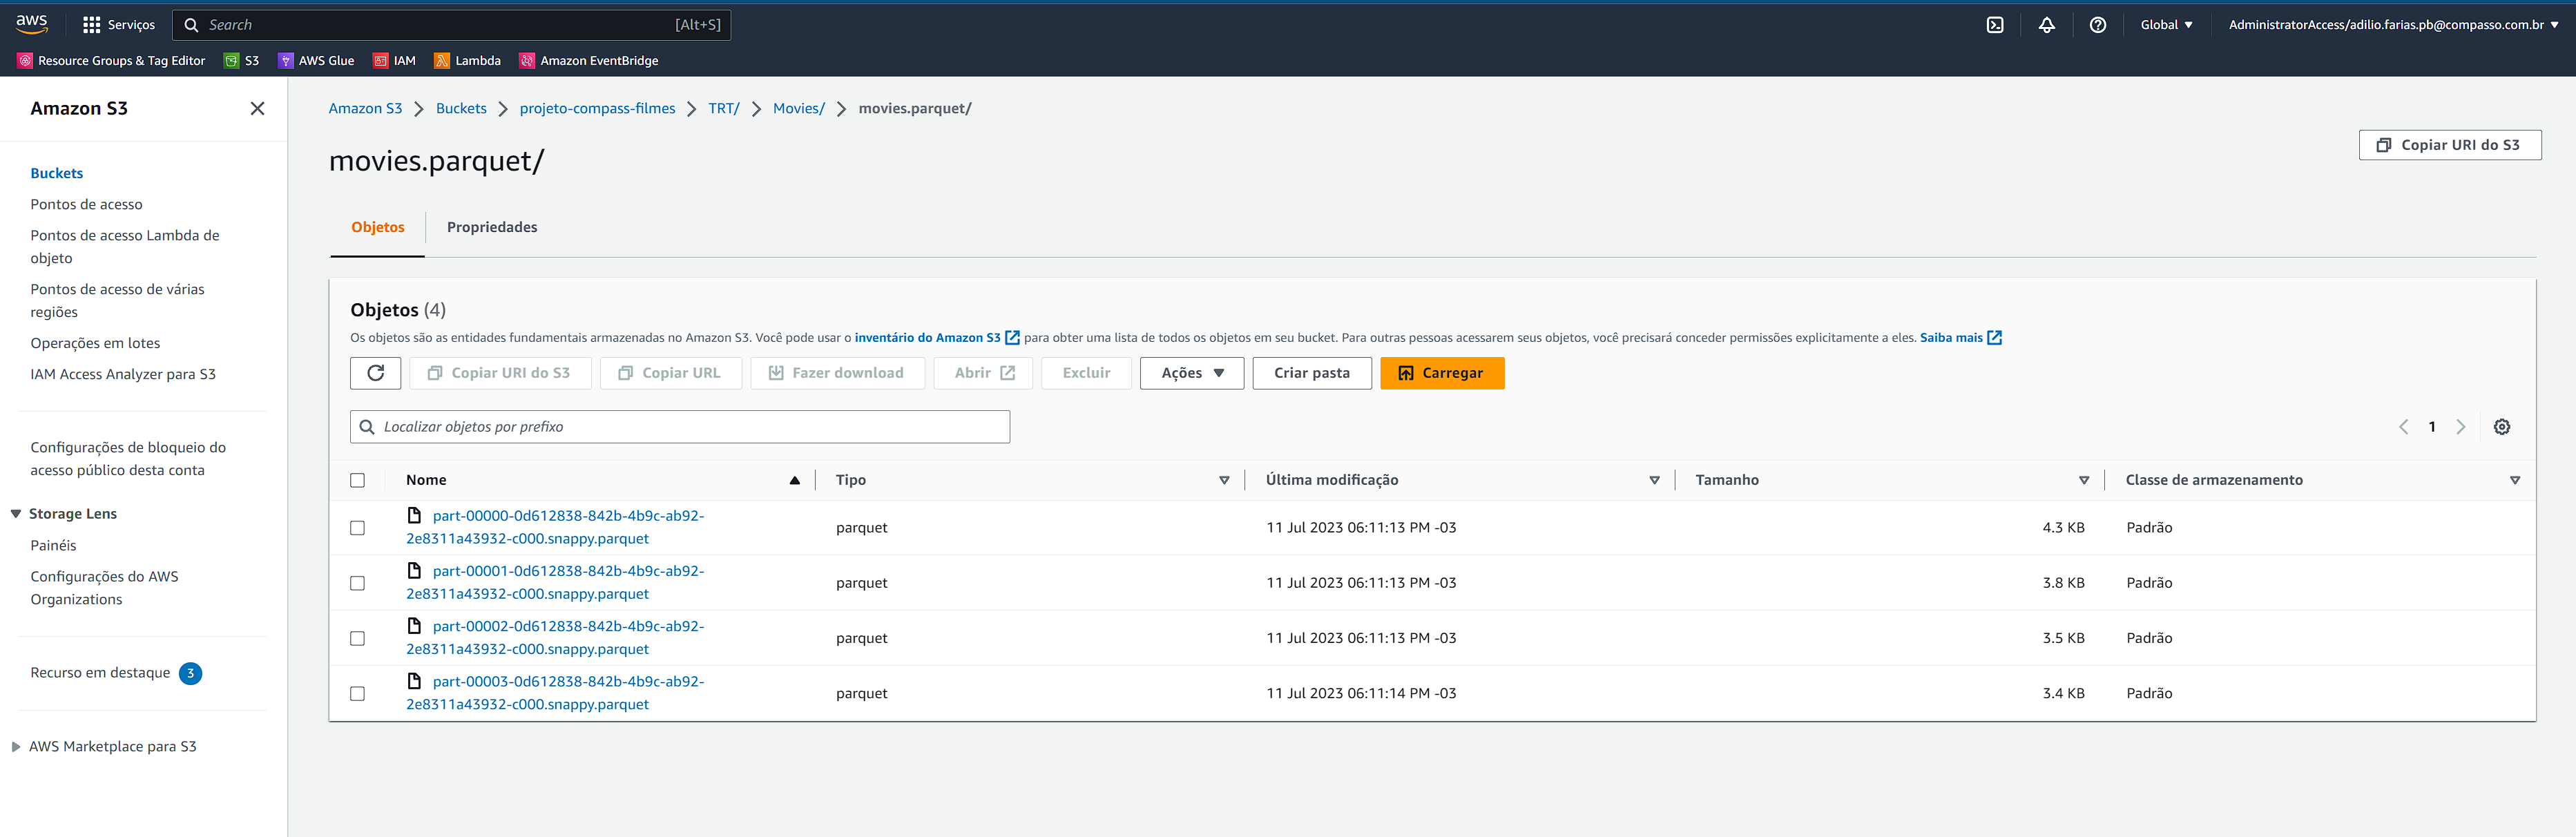 aws
Serviços
Search
[Alt+S]
Global
AdministratorAccess/adilio.farias.pb@compasso.com.br
Resource Groups & Tag Editor
S3
AWS Glue
IAM
Lambda
Amazon EventBridge
Amazon S3
Buckets
Pontos de acesso
Pontos de acesso Lambda de
objeto
Pontos de acesso de várias
regiões
Operações em lotes
IAM Access Analyzer para S3
Configurações de bloqueio do
acesso público desta conta
Storage Lens
Painéis
Configurações do AWS
Organizations
Recurso em destaque 3
AWS Marketplace para S3
Amazon S3 > Buckets > projeto-compass-filmes > TRT/ > Movies/ > movies.parquet/
movies.parquet/
Copiar URI do S3
Objetos
Propriedades
Objetos (4)
Os objetos são as entidades fundamentais armazenadas no Amazon S3. Você pode usar o inventário do Amazon S3 para obter uma lista de todos os objetos em seu bucket. Para outras pessoas acessarem seus objetos, você precisará conceder permissões explicitamente a eles. Saiba mais
Copiar URI do S3
Copiar URL
Fazer download
Abrir
Excluir
Ações
Criar pasta
Carregar
Localizar objetos por prefixo
1
Nome
Tipo
Última modificação
Tamanho
Classe de armazenamento
part-00000-0d612838-842b-4b9c-ab92-
2e8311a43932-c000.snappy.parquet
parquet
11 Jul 2023 06:11:13 PM -03
4.3 KB
Padrão
part-00001-0d612838-842b-4b9c-ab92-
2e8311a43932-c000.snappy.parquet
parquet
11 Jul 2023 06:11:13 PM -03
3.8 KB
Padrão
part-00002-0d612838-842b-4b9c-ab92-
2e8311a43932-c000.snappy.parquet
parquet
11 Jul 2023 06:11:13 PM -03
3.5 KB
Padrão
part-00003-0d612838-842b-4b9c-ab92-
2e8311a43932-c000.snappy.parquet
parquet
11 Jul 2023 06:11:14 PM -03
3.4 KB
Padrão